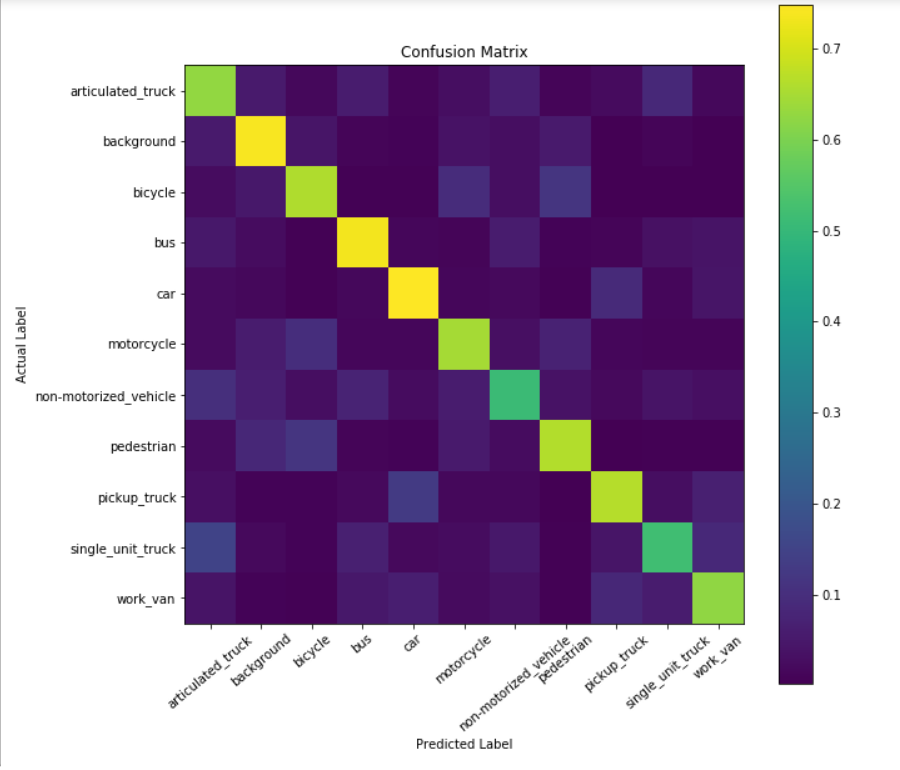 Confusion Matrix
Actual Label
articulated_truck
background
bicycle
bus
car
motorcycle
non-motorized_vehicle
pedestrian
pickup_truck
single_unit_truck
work_van
articulated_truck
background
bicycle
bus
car
motorcycle
non-motorized_vehicle
pedestrian
pickup_truck
single_unit_truck
work_van
Predicted Label
0.7
0.6
0.5
0.4
0.3
0.2
0.1